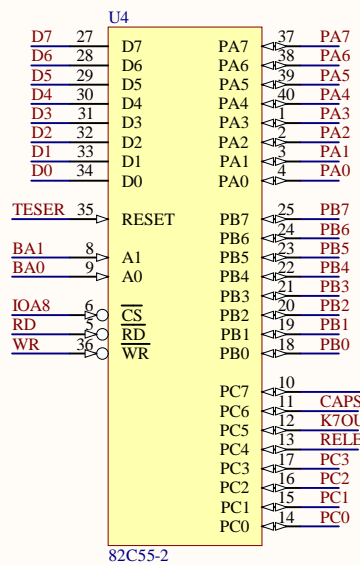 U4
D7 27 D7 PA7 37 PA7
D6 28 D6 PA6 38 PA6
D5 29 D5 PA5 39 PA5
D4 30 D4 PA4 40 PA4
D3 31 D3 PA3 1 PA3
D2 32 D2 PA2 2 PA2
D1 33 D1 PA1 3 PA1
D0 34 D0 PA0 4 PA0
TESER 35 RESET PB7 25 PB7
PB6 24 PB6
BA1 8 A1 PB5 23 PB5
BA0 9 A0 PB4 22 PB4
PB3 21 PB3
IOA8 6 CS PB2 20 PB2
RD 5 RD PB1 19 PB1
WR 36 WR PB0 18 PB0
PC7 10
PC6 11 CAPS
PC5 12 K7OU
PC4 13 RELE
PC3 17 PC3
PC2 16 PC2
PC1 15 PC1
PC0 14 PC0
82C55-2